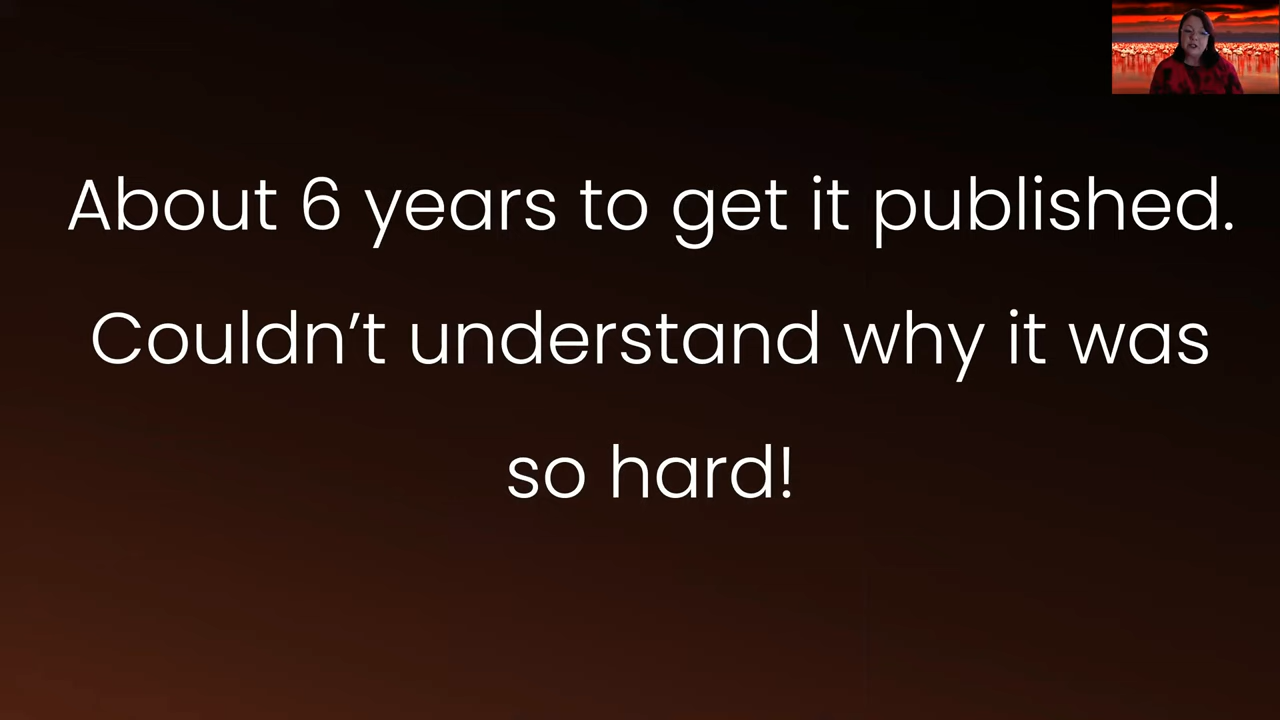 About 6 years to get it published.
Couldn’t understand why it was
so hard!